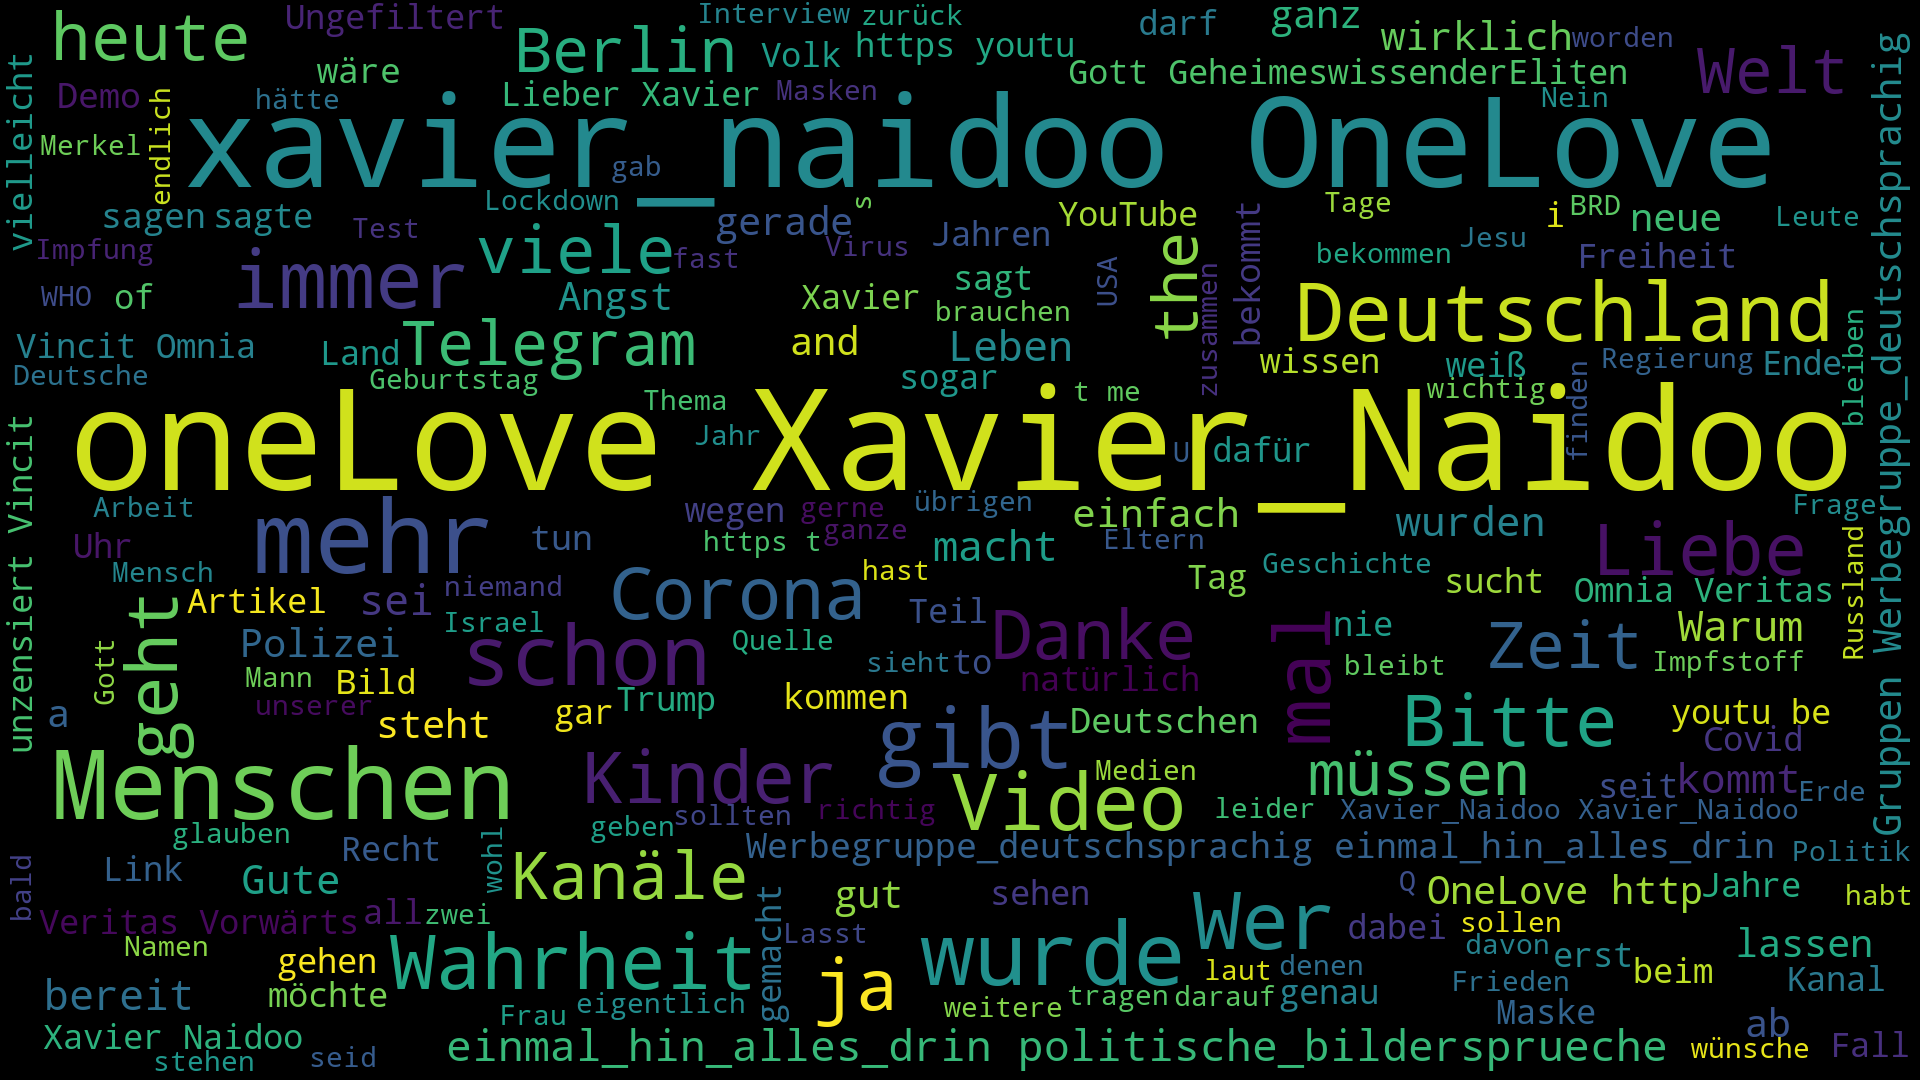 heute Ungefiltert Interview zurück darf ganz
Berlin Volk https youtu wirklich worden
wäre Gott GeheimeswissenderEliten Welt
Demo hätte Lieber Xavier Masken Nein
Merkel endlich xavier_naidoo OneLove
vielleicht gab
Lockdown Tage BRD
sagen sagte gerade s YouTube i neue Leute
Impfung Test viele fast Virus Jahren the bekommt bekommen Jesu Freiheit
WHO of immer Angst Xavier sagt USA
brauchen zusammen Deutschland
Vincit Omnia Land Telegram and Leben wissen weiß Regierung Ende
Deutsche Geburtstag sogar t me wichtig bleiben
Thema finden
oneLove Xavier_Naidoo
Jahr U dafür
unzensiert Vincit
Gruppen Werbegruppe_deutschsprachig
Arbeit mehr wegen gerne übrigen einfach wurden Frage
Uhr tun https t ganze macht Eltern Liebe
Mensch niemand Corona hast Tag Geschichte sucht Omnia Veritas Russland
Artikel sei Teil
geht Polizei Israel schon Quelle Danke mal nie Zeit Warum
Gott Mann Bild sieht to bleibt Impfstoff
unserer Trump kommen natürlich
a steht gar gibt Deutschen Bitte youtu be
Covid
Menschen Kinder Video Medien müssen seit kommt Erde
sollten richtig leider Xavier_Naidoo Xavier_Naidoo
glauben geben
Recht wohl Werbegruppe_deutschsprachig einmal_hin_alles_drin Politik
bald Link Gute Kanäle gemacht gut sehen Q OneLove http Jahre habt
Veritas Vorwärts all zwei Lasst wurde Wer dabei sollen
Namen Wahrheit davon erst lassen
gehen ja laut denen beim
bereit möchte eigentlich weitere tragen darauf genau Frieden Kanal
Frau Maske
Xavier Naidoo einmal_hin_alles_drin politische_bildersprueche ab
stehen seid wünsche Fall